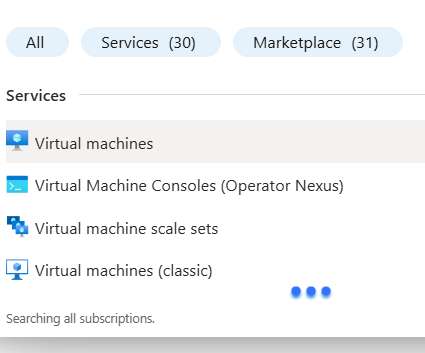 All Services (30) Marketplace (31)
Services
Virtual machines
Virtual Machine Consoles (Operator Nexus)
Virtual machine scale sets
Virtual machines (classic)
Searching all subscriptions.